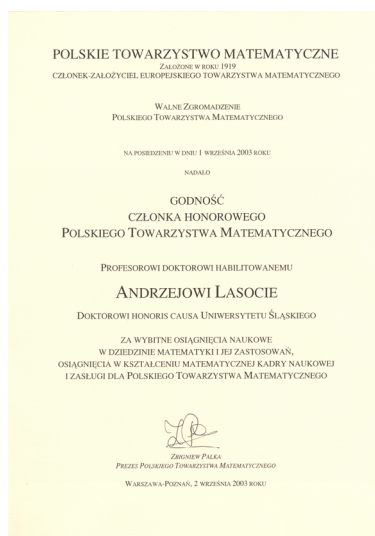 POLSKIE TOWARZYSTWO MATEMATYCZNE
ZAŁOŻONE W ROKU 1919
CZŁONEK-ZAŁOŻYCIEL EUROPEJSKIEGO TOWARZYSTWA MATEMATYCZNEGO
WALNE ZGROMADZENIE
POLSKIEGO TOWARZYSTWA MATEMATYCZNEGO
NA POSIEDZENIU W DNIU 1 WRZEŚNIA 2003 ROKU
NADAŁO
GODNOŚĆ
CZŁONKA HONOROWEGO
POLSKIEGO TOWARZYSTWA MATEMATYCZNEGO
PROFESOROWI DOKTOROWI HABILITOWANEMU
ANDRZEJOWI LASOCIE
DOKTOROWI HONORIS CAUSA UNIWERSYTETU ŚLĄSKIEGO
ZA WYBITNE OSIĄGNIĘCIA NAUKOWE
W DZIEDZINIE MATEMATYKI I JEJ ZASTOSOWAŃ,
OSIĄGNIĘCIA W KSZTAŁCENIU MATEMATYCZNEJ KADRY NAUKOWEJ
I ZASŁUGI DLA POLSKIEGO TOWARZYSTWA MATEMATYCZNEGO
ZBIGNIEW PALKA
PREZES POLSKIEGO TOWARZYSTWA MATEMATYCZNEGO
WARSZAWA-POZNAŃ, 2 WRZEŚNIA 2003 ROKU